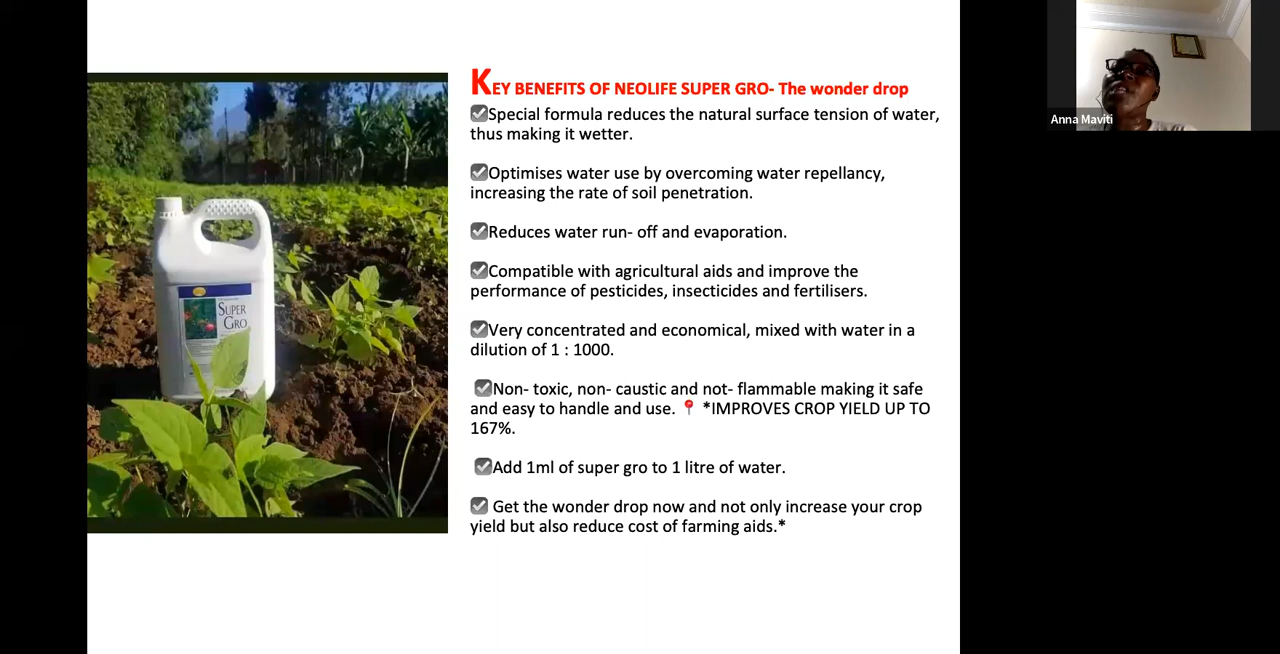 KEY BENEFITS OF NEOLIFE SUPER GRO- The wonder drop
Special formula reduces the natural surface tension of water,
thus making it wetter.
Optimises water use by overcoming water repellancy,
increasing the rate of soil penetration.
Reduces water run- off and evaporation.
Compatible with agricultural aids and improve the
performance of pesticides, insecticides and fertilisers.
Very concentrated and economical, mixed with water in a
dilution of 1 : 1000.
Non- toxic, non- caustic and not- flammable making it safe
and easy to handle and use. 📍 *IMPROVES CROP YIELD UP TO
167%.
Add 1ml of super gro to 1 litre of water.
Get the wonder drop now and not only increase your crop
yield but also reduce cost of farming aids.*
SUPER
GRO
Anna Maviti